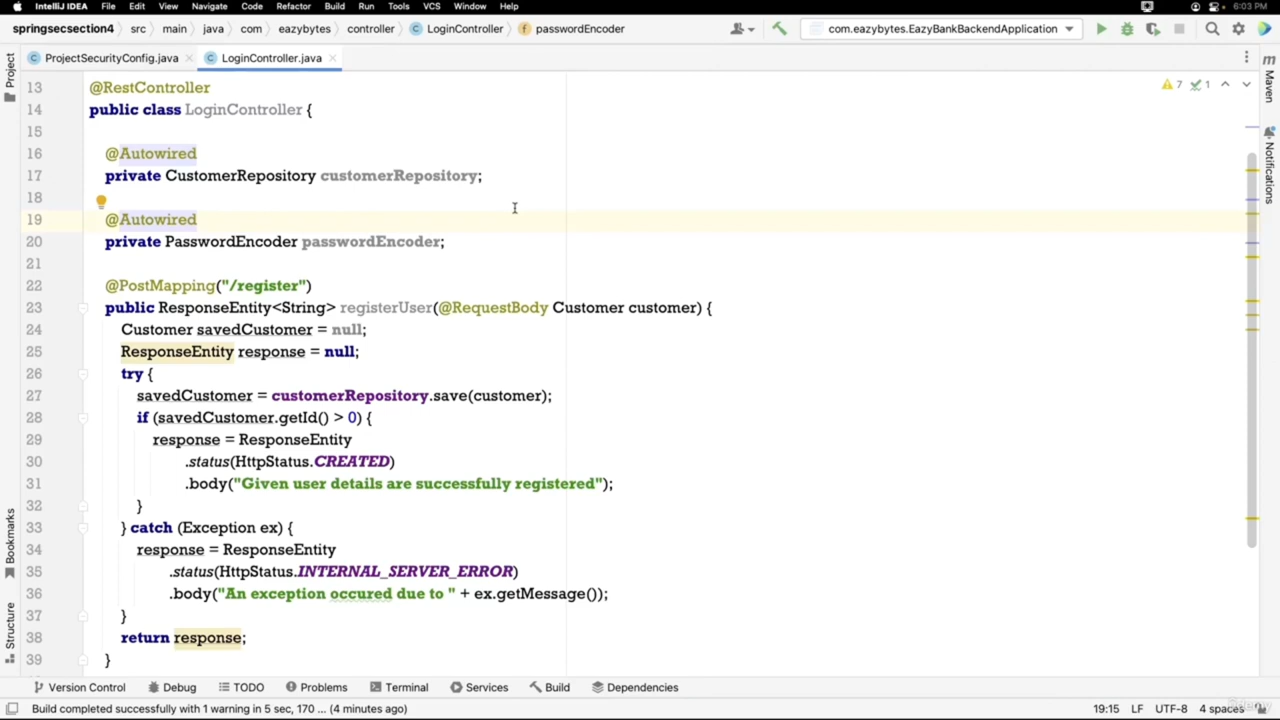 IntelliJ IDEA File Edit View Navigate Code Refactor Build Run Tools VCS Window Help 6:03 PM
springsecsection4 src main java com eazybytes controller LoginController passwordEncoder com.eazybytes.EazyBankBackendApplication
ProjectSecurityConfig.java LoginController.java
Project
Maven
Notifications
Bookmarks
Structure
7 1
13 @RestController
14 public class LoginController {
15
16 @Autowired
17 private CustomerRepository customerRepository;
18
19 @Autowired
20 private PasswordEncoder passwordEncoder;
21
22 @PostMapping("/register")
23 public ResponseEntity<String> registerUser(@RequestBody Customer customer) {
24 Customer savedCustomer = null;
25 ResponseEntity response = null;
26 try {
27 savedCustomer = customerRepository.save(customer);
28 if (savedCustomer.getId() > 0) {
29 response = ResponseEntity
30 .status(HttpStatus.CREATED)
31 .body("Given user details are successfully registered");
32 }
33 } catch (Exception ex) {
34 response = ResponseEntity
35 .status(HttpStatus.INTERNAL_SERVER_ERROR)
36 .body("An exception occured due to " + ex.getMessage());
37 }
38 return response;
39 }
Version Control Debug TODO Problems Terminal Services Build Dependencies
Build completed successfully with 1 warning in 5 sec, 170 ... (4 minutes ago) 19:15 LF UTF-8 4 spaces
Udemy